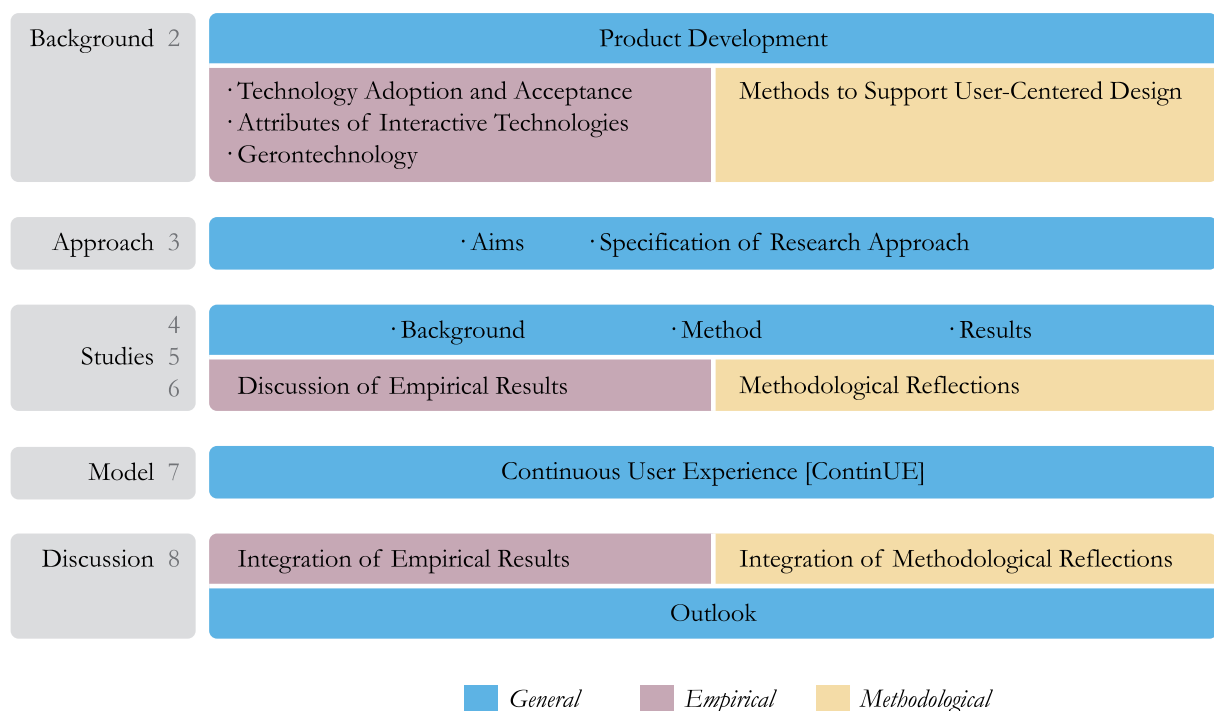 Background 2
Product Development
· Technology Adoption and Acceptance
· Attributes of Interactive Technologies
· Gerontechnology
Methods to Support User-Centered Design
Approach 3
· Aims · Specification of Research Approach
4
Studies 5
6
· Background · Method · Results
Discussion of Empirical Results
Methodological Reflections
Model 7
Continuous User Experience [ContinUE]
Discussion 8
Integration of Empirical Results
Integration of Methodological Reflections
Outlook
General Empirical Methodological